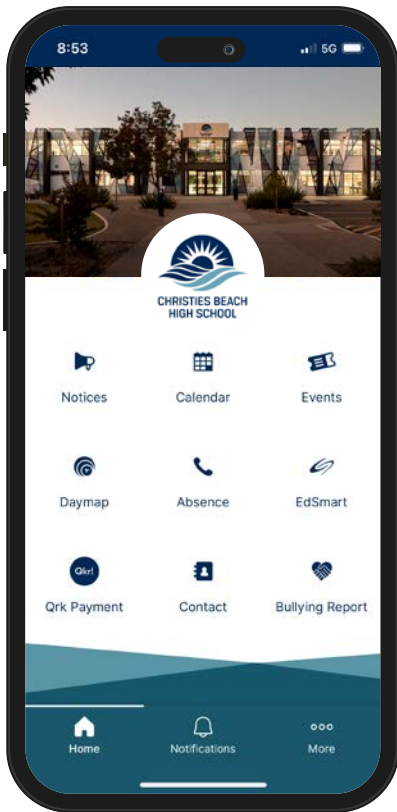 8:53
5G
CHRISTIES BEACH
HIGH SCHOOL
Notices
Calendar
Events
Daymap
Absence
EdSmart
Qkr!
Qrk Payment
Contact
Bullying Report
Home
Notifications
More